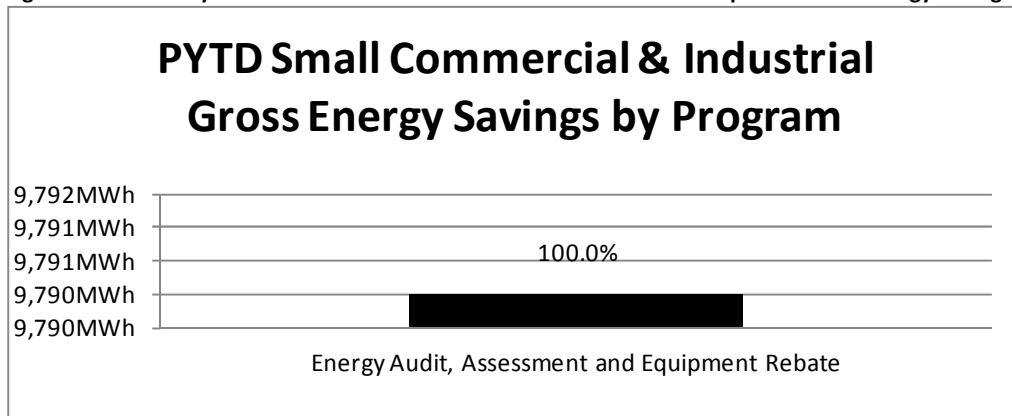 PYTD Small Commercial & Industrial
Gross Energy Savings by Program
9,792MWh
9,791MWh
9,791MWh
9,790MWh
9,790MWh
100.0%
Energy Audit, Assessment and Equipment Rebate